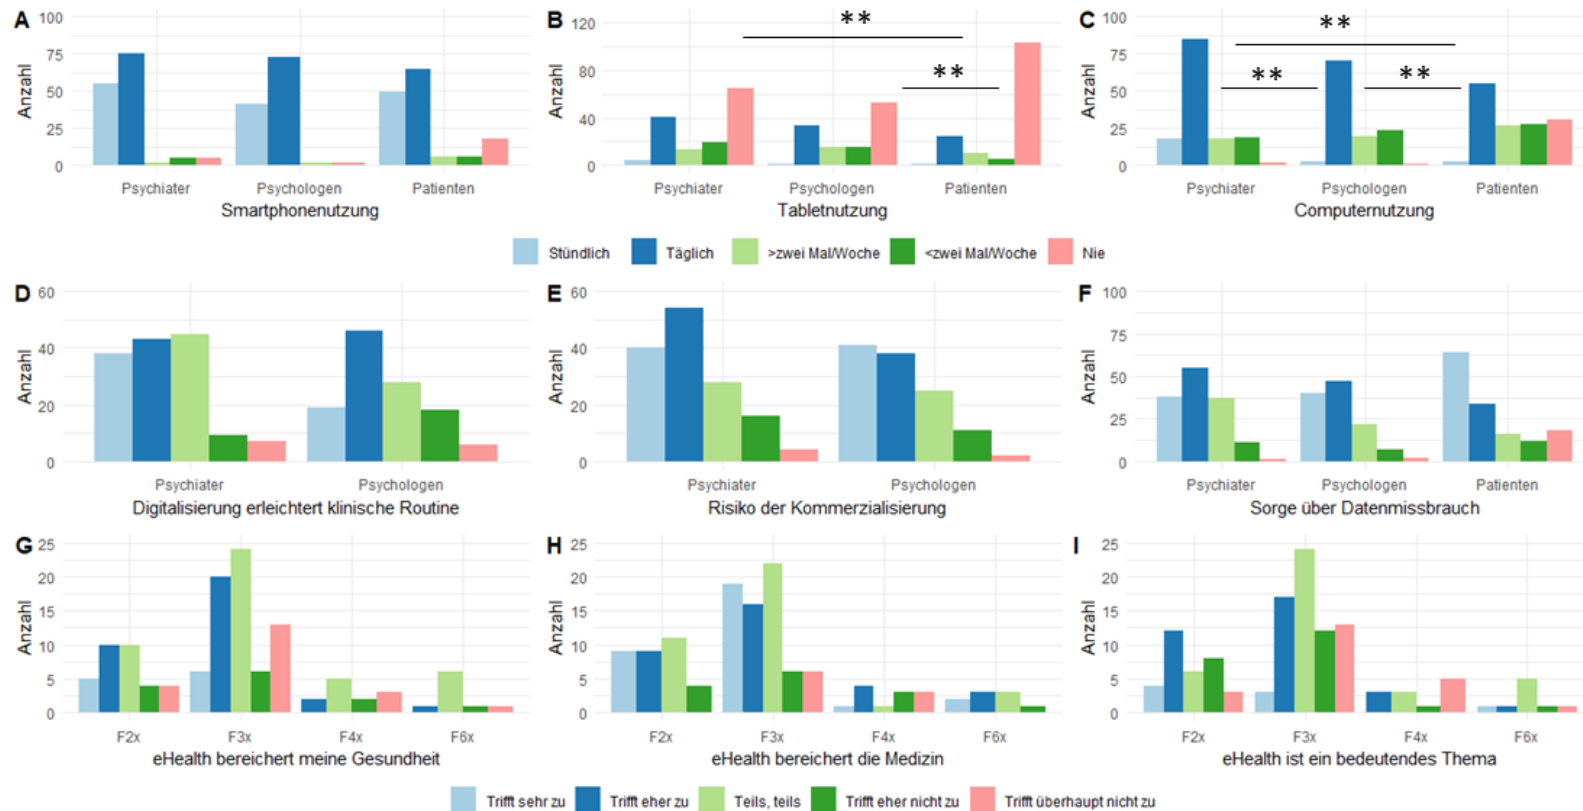 A
100
75
50
25
0
Anzahl
Psychiater Psychologen Patienten
Smartphonenutzung
B
120
80
40
0
Anzahl
**
**
Psychiater Psychologen Patienten
Tabletnutzung
C
100
75
50
25
0
Anzahl
**
** **
Psychiater Psychologen Patienten
Computernutzung
Stündlich Täglich >zwei Mal/Woche <zwei Mal/Woche Nie
D
60
40
20
0
Anzahl
Psychiater Psychologen
Digitalisierung erleichtert klinische Routine
E
60
40
20
0
Anzahl
Psychiater Psychologen
Risiko der Kommerzialisierung
F
100
75
50
25
0
Anzahl
Psychiater Psychologen Patienten
Sorge über Datenmissbrauch
G
25
20
15
10
5
0
Anzahl
F2x F3x F4x F6x
eHealth bereichert meine Gesundheit
H
25
20
15
10
5
0
Anzahl
F2x F3x F4x F6x
eHealth bereichert die Medizin
I
25
20
15
10
5
0
Anzahl
F2x F3x F4x F6x
eHealth ist ein bedeutendes Thema
Trifft sehr zu Trifft eher zu Teils, teils Trifft eher nicht zu Trifft überhaupt nicht zu